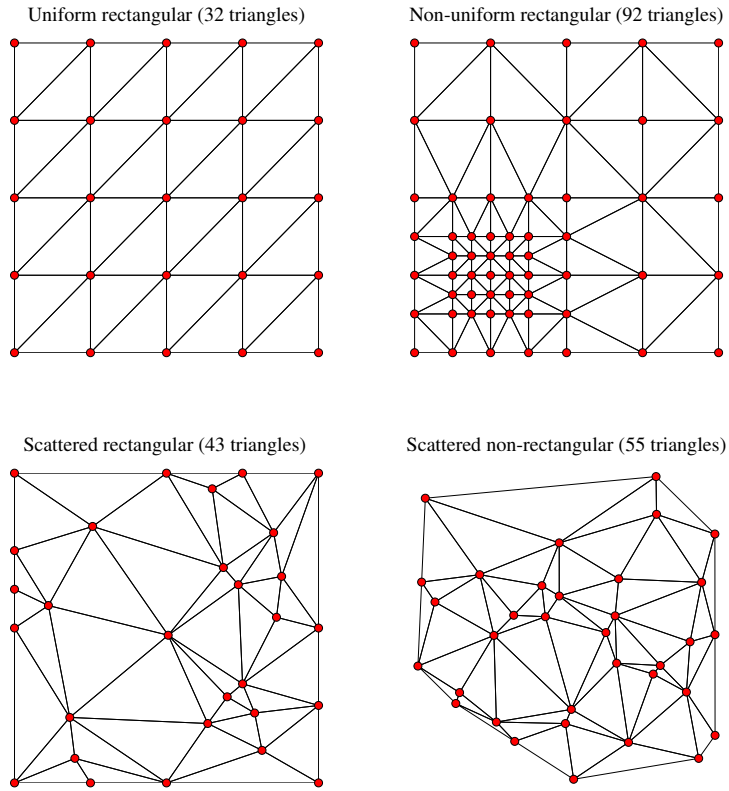 Uniform rectangular (32 triangles)
Non-uniform rectangular (92 triangles)
Scattered rectangular (43 triangles)
Scattered non-rectangular (55 triangles)